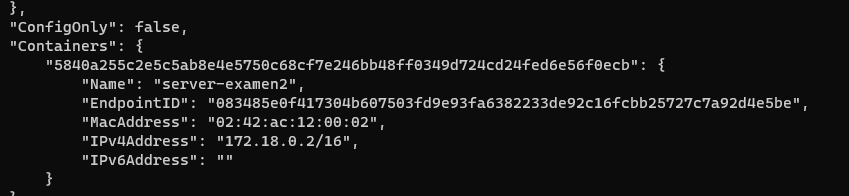 },
"ConfigOnly": false,
"Containers": {
"5840a255c2e5c5ab8e4e5750c68cf7e246bb48ff0349d724cd24fed6e56f0ecb": {
"Name": "server-examen2",
"EndpointID": "083485e0f417304b607503fd9e93fa6382233de92c16fcbb25727c7a92d4e5be",
"MacAddress": "02:42:ac:12:00:02",
"IPv4Address": "172.18.0.2/16",
"IPv6Address": ""
}
}